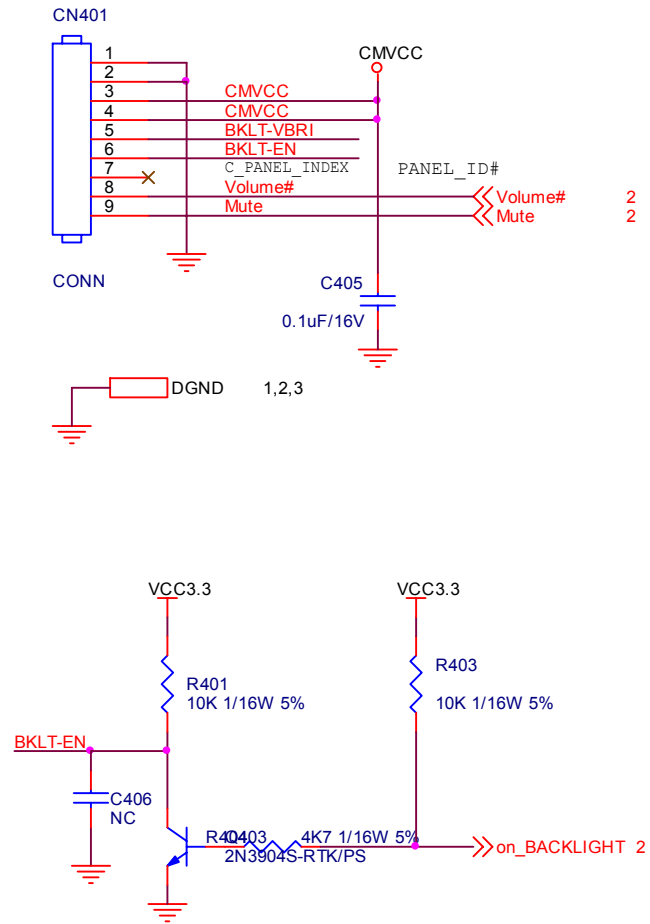 CN401
CMVCC
1
2
3 CMVCC
4 CMVCC
5 BKLT-VBRI
6 BKLT-EN
7 C_PANEL_INDEX PANEL_ID#
8 Volume# Volume# 2
9 Mute Mute 2
CONN
C405
0.1uF/16V
DGND 1,2,3
VCC3.3 VCC3.3
R403
R401
10K 1/16W 5% 10K 1/16W 5%
BKLT-EN
C406
NC
R404 Q403 4K7 1/16W 5%
2N3904S-RTK/PS
on_BACKLIGHT 2